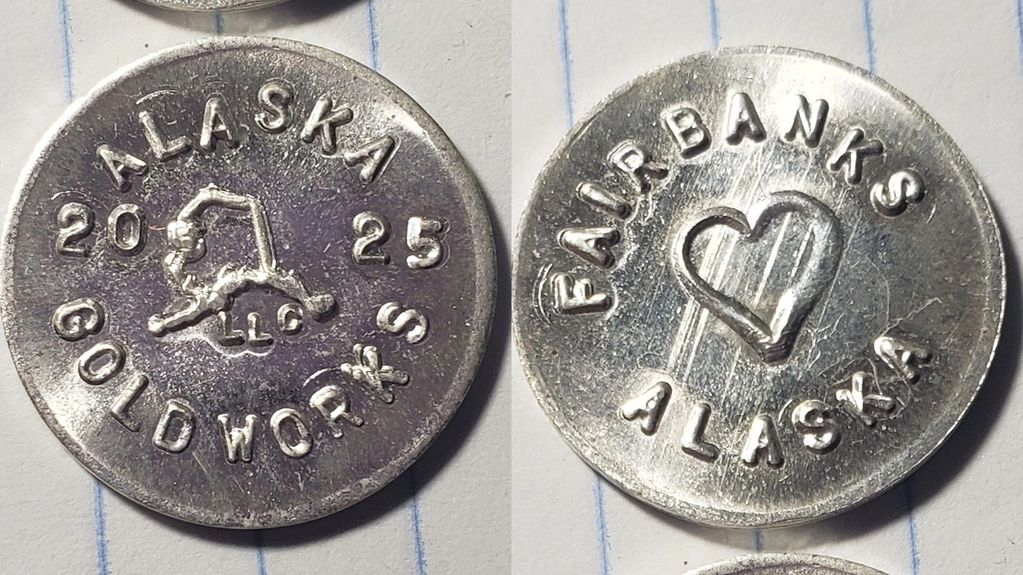 ALASKA
20 25
LLC
GOLDWORKS
FAIRBANKS
ALASKA